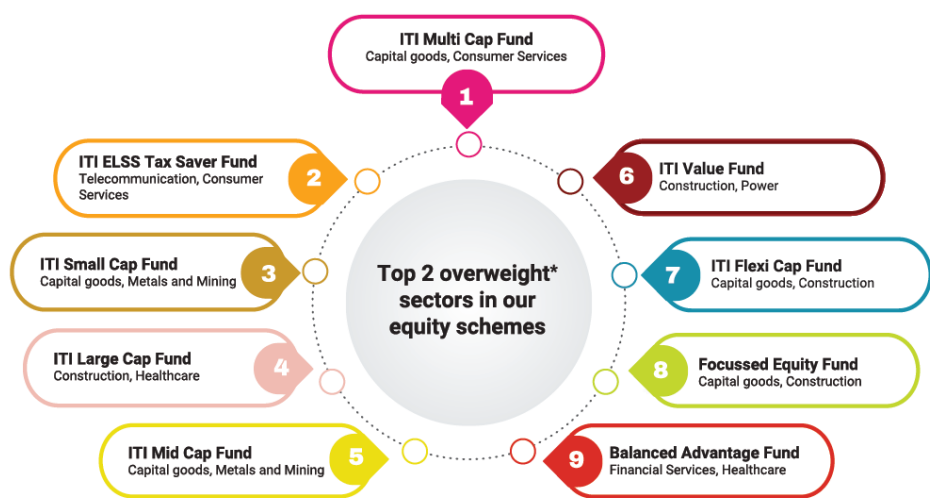 ITI Multi Cap Fund
Capital goods, Consumer Services
1
ITI ELSS Tax Saver Fund
Telecommunication, Consumer
Services
2
ITI Small Cap Fund
Capital goods, Metals and Mining
3
ITI Large Cap Fund
Construction, Healthcare
4
ITI Mid Cap Fund
Capital goods, Metals and Mining
5
Top 2 overweight*
sectors in our
equity schemes
6
ITI Value Fund
Construction, Power
7
ITI Flexi Cap Fund
Capital goods, Construction
8
Focussed Equity Fund
Capital goods, Construction
9
Balanced Advantage Fund
Financial Services, Healthcare